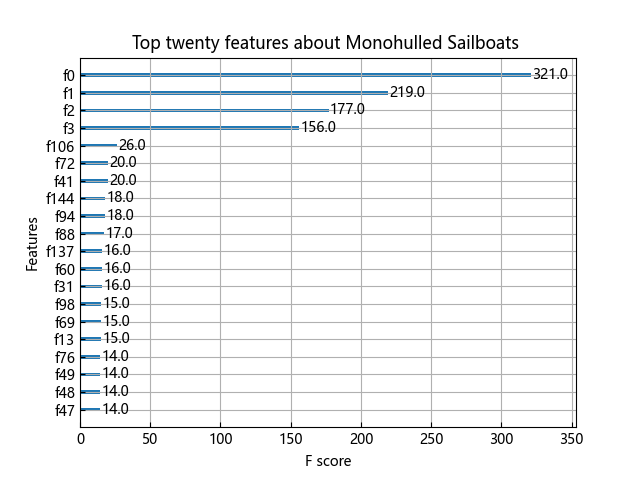 Top twenty features about Monohulled Sailboats
f0 321.0
f1 219.0
f2 177.0
f3 156.0
f106 26.0
f72 20.0
f41 20.0
f144 18.0
f94 18.0
f88 17.0
f137 16.0
f60 16.0
f31 16.0
f98 15.0
f69 15.0
f13 15.0
f76 14.0
f49 14.0
f48 14.0
f47 14.0
Features
0 50 100 150 200 250 300 350
F score